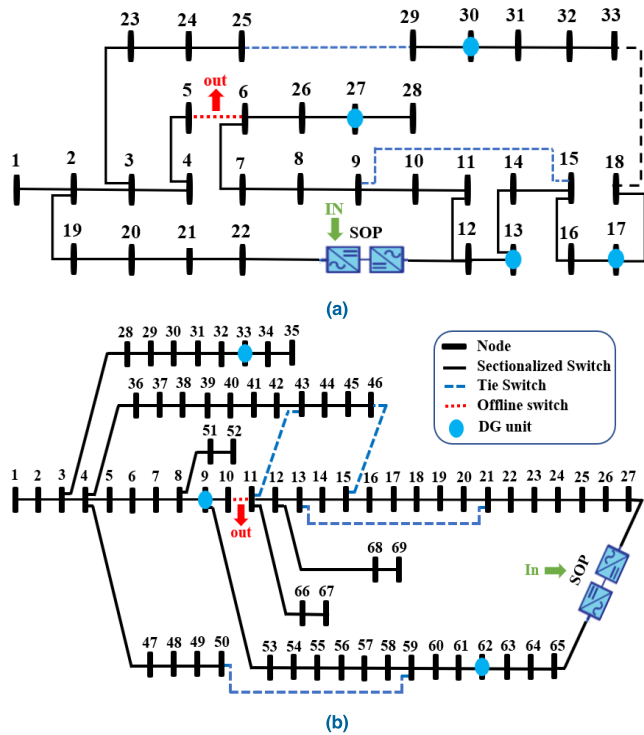 23 24 25 29 30 31 32 33
out
5 6 26 27 28
1 2 3 4 7 8 9 10 11 14 15 18
IN
SOP
19 20 21 22 12 13 16 17
(a)
28 29 30 31 32 33 34 35
Node
Sectionalized Switch
Tie Switch
Offline switch
DG unit
36 37 38 39 40 41 42 43 44 45 46
51 52
1 2 3 4 5 6 7 8 9 10 11 12 13 14 15 16 17 18 19 20 21 22 23 24 25 26 27
out
In
SOP
68 69
66 67
47 48 49 50
53 54 55 56 57 58 59 60 61 62 63 64 65
(b)